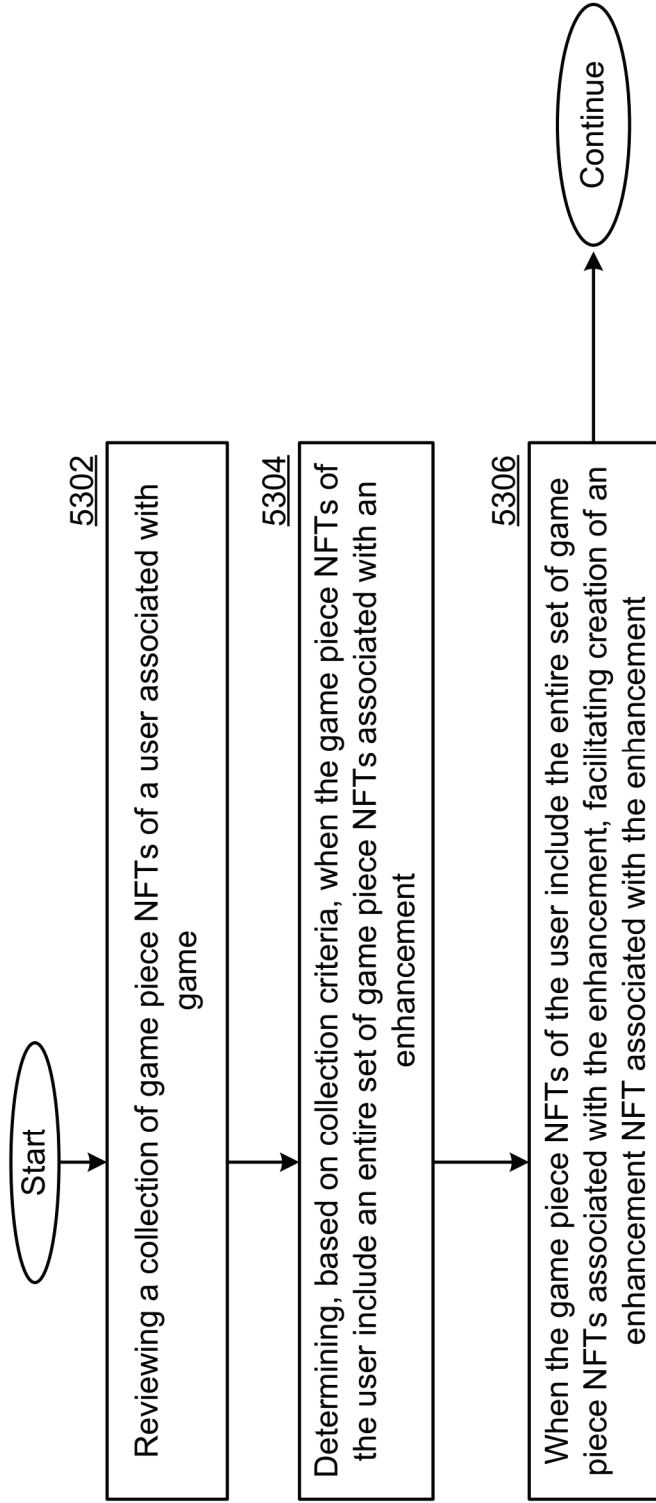 Start
5302
Reviewing a collection of game piece NFTs of a user associated with
game
5304
Determining, based on collection criteria, when the game piece NFTs of
the user include an entire set of game piece NFTs associated with an
enhancement
5306
When the game piece NFTs of the user include the entire set of game
piece NFTs associated with the enhancement, facilitating creation of an
enhancement NFT associated with the enhancement
Continue